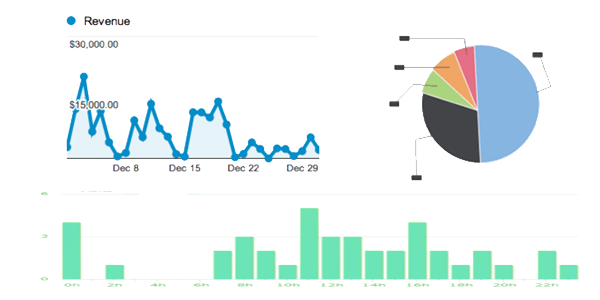 Revenue
$30,000.00
$15,000.00
Dec 8 Dec 15 Dec 22 Dec 29
6
3
0
0h 2h 4h 6h 8h 10h 12h 14h 16h 18h 20h 22h